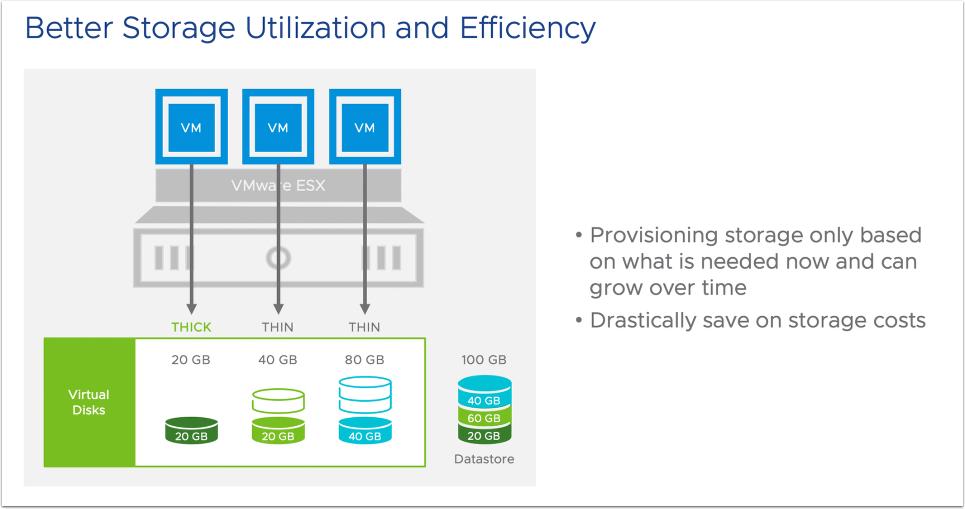 Better Storage Utilization and Efficiency
VM VM VM
VMware ESX
THICK THIN THIN
20 GB 40 GB 80 GB 100 GB
Virtual
Disks
20 GB 20 GB 40 GB
40 GB
60 GB
20 GB
Datastore
• Provisioning storage only based
on what is needed now and can
grow over time
• Drastically save on storage costs